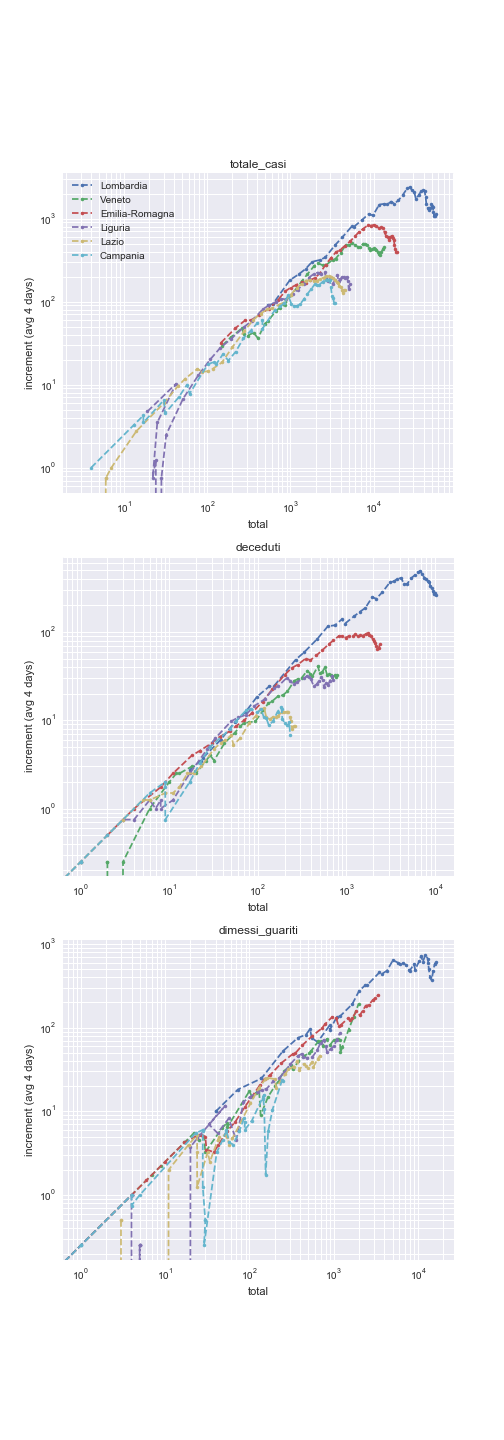 totale_casi
Lombardia
Veneto
Emilia-Romagna
Liguria
Lazio
Campania
increment (avg 4 days)
10³
10²
10¹
10⁰
10¹
10²
10³
10⁴
total
deceduti
increment (avg 4 days)
10²
10¹
10⁰
10⁰
10¹
10²
10³
10⁴
total
dimessi_guariti
increment (avg 4 days)
10³
10²
10¹
10⁰
10⁰
10¹
10²
10³
10⁴
total